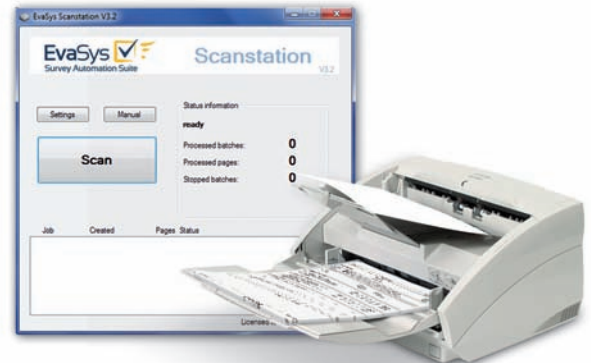 EvaSys Scanstation V3.2
EvaSys
Survey Automation Suite
Scanstation
V3.2
Settings
Manual
Scan
Status information
ready
Processed batches: 0
Processed pages: 0
Stopped batches: 0
Job Created Pages Status